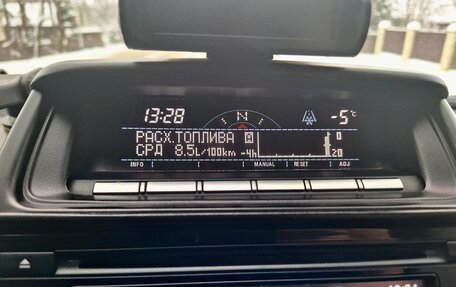 13:28 N -5°C
РАСХ.ТОПЛИВА A 0
СРД 8.5L/100km -4h 20
INFO MANUAL RESET ADJ